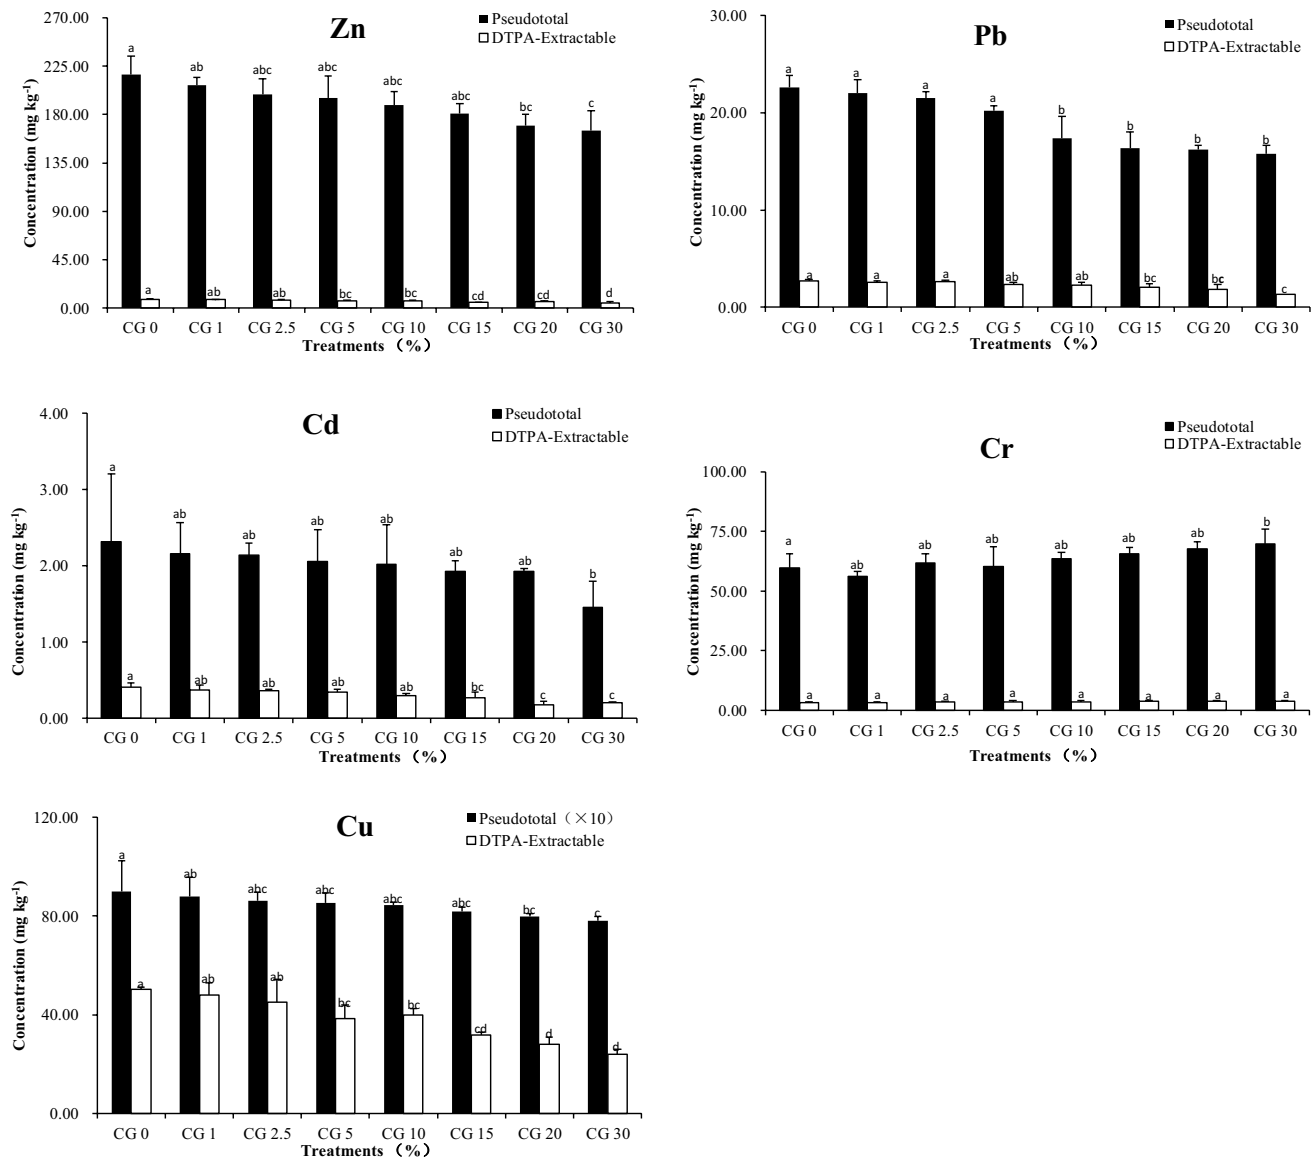 Zn
Pseudototal
DTPA-Extractable
Concentration (mg kg-1)
270.00
225.00
180.00
135.00
90.00
45.00
0.00
a ab abc abc abc abc bc c
a ab ab bc bc cd cd d
CG 0 CG 1 CG 2.5 CG 5 CG 10 CG 15 CG 20 CG 30
Treatments（%）
Pb
Pseudototal
DTPA-Extractable
Concentration (mg kg-1)
30.00
20.00
10.00
0.00
a a a a b b b b
a a a ab ab bc bc c
CG 0 CG 1 CG 2.5 CG 5 CG 10 CG 15 CG 20 CG 30
Treatments（%）
Cd
Pseudototal
DTPA-Extractable
Concentration (mg kg-1)
4.00
3.00
2.00
1.00
0.00
a ab ab ab ab ab ab b
a ab ab ab ab bc c c
CG 0 CG 1 CG 2.5 CG 5 CG 10 CG 15 CG 20 CG 30
Treatments（%）
Cr
Pseudototal
DTPA-Extractable
Concentration (mg kg-1)
100.00
75.00
50.00
25.00
0.00
a ab ab ab ab ab ab b
a a a a a a a a
CG 0 CG 1 CG 2.5 CG 5 CG 10 CG 15 CG 20 CG 30
Treatments（%）
Cu
Pseudototal（×10）
DTPA-Extractable
Concentration (mg kg-1)
120.00
80.00
40.00
0.00
a ab abc abc abc abc bc c
a ab ab bc bc cd d d
CG 0 CG 1 CG 2.5 CG 5 CG 10 CG 15 CG 20 CG 30
Treatments（%）